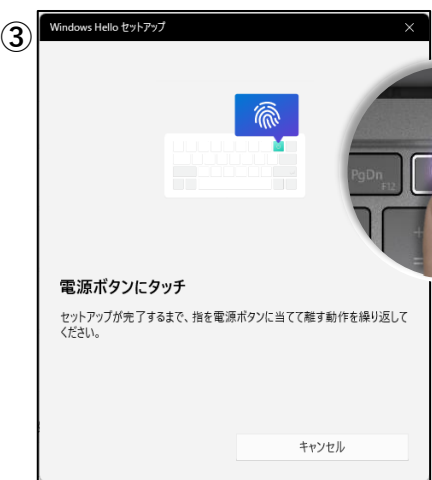 ③
Windows Hello セットアップ
PgDn
F12
電源ボタンにタッチ
セットアップが完了するまで、指を電源ボタンに当てて離す動作を繰り返して
ください。
キャンセル